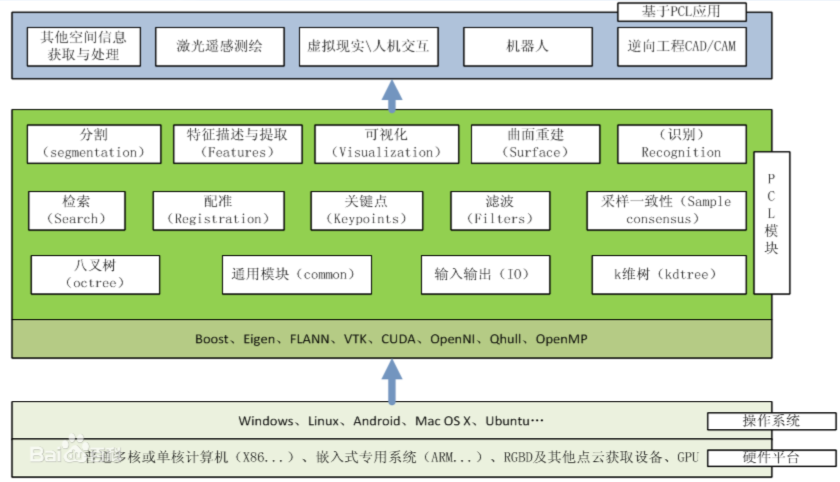 基于PCL应用
其他空间信息
获取与处理
激光遥感测绘
虚拟现实\人机交互
机器人
逆向工程CAD/CAM
分割
(segmentation)
特征描述与提取
(Features)
可视化
(Visualization)
曲面重建
(Surface)
(识别)
Recognition
检索
(Search)
配准
(Registration)
关键点
(Keypoints)
滤波
(Filters)
采样一致性(Sample
consensus)
PCL模块
八叉树
(octree)
通用模块(common)
输入输出(IO)
k维树(kdtree)
Boost、Eigen、FLANN、VTK、CUDA、OpenNI、Qhull、OpenMP
Windows、Linux、Android、Mac OS X、Ubuntu…
操作系统
普通多核或单核计算机(X86...)、嵌入式专用系统(ARM...)、RGBD及其他点云获取设备、GPU
硬件平台